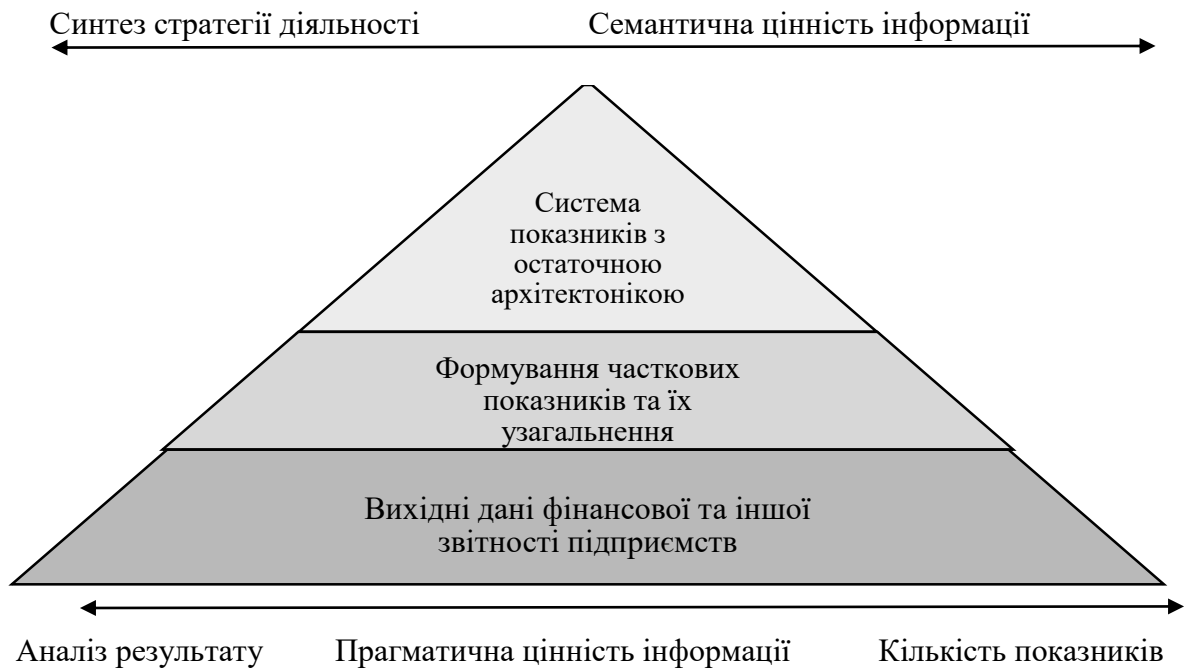 Синтез стратегії діяльності Семантична цінність інформації
Система
показників з
остаточною
архітектонікою
Формування часткових
показників та їх
узагальнення
Вихідні дані фінансової та іншої
звітності підприємств
Аналіз результату Прагматична цінність інформації Кількість показників